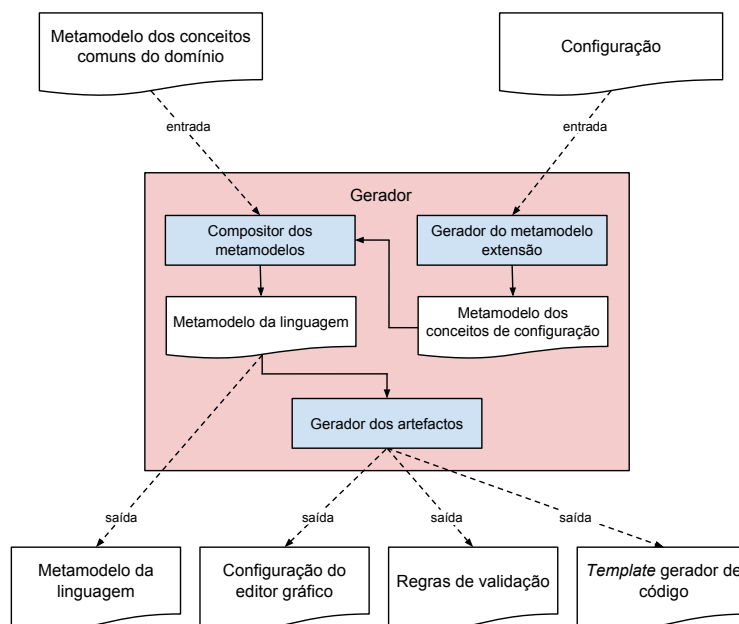 Metamodelo dos conceitos
comuns do domínio
Configuração
entrada
entrada
Gerador
Compositor dos
metamodelos
Gerador do metamodelo
extensão
Metamodelo da linguagem
Metamodelo dos
conceitos de configuração
Gerador dos artefactos
saída
saída
saída
saída
Metamodelo da
linguagem
Configuração do
editor gráfico
Regras de validação
Template gerador de
código